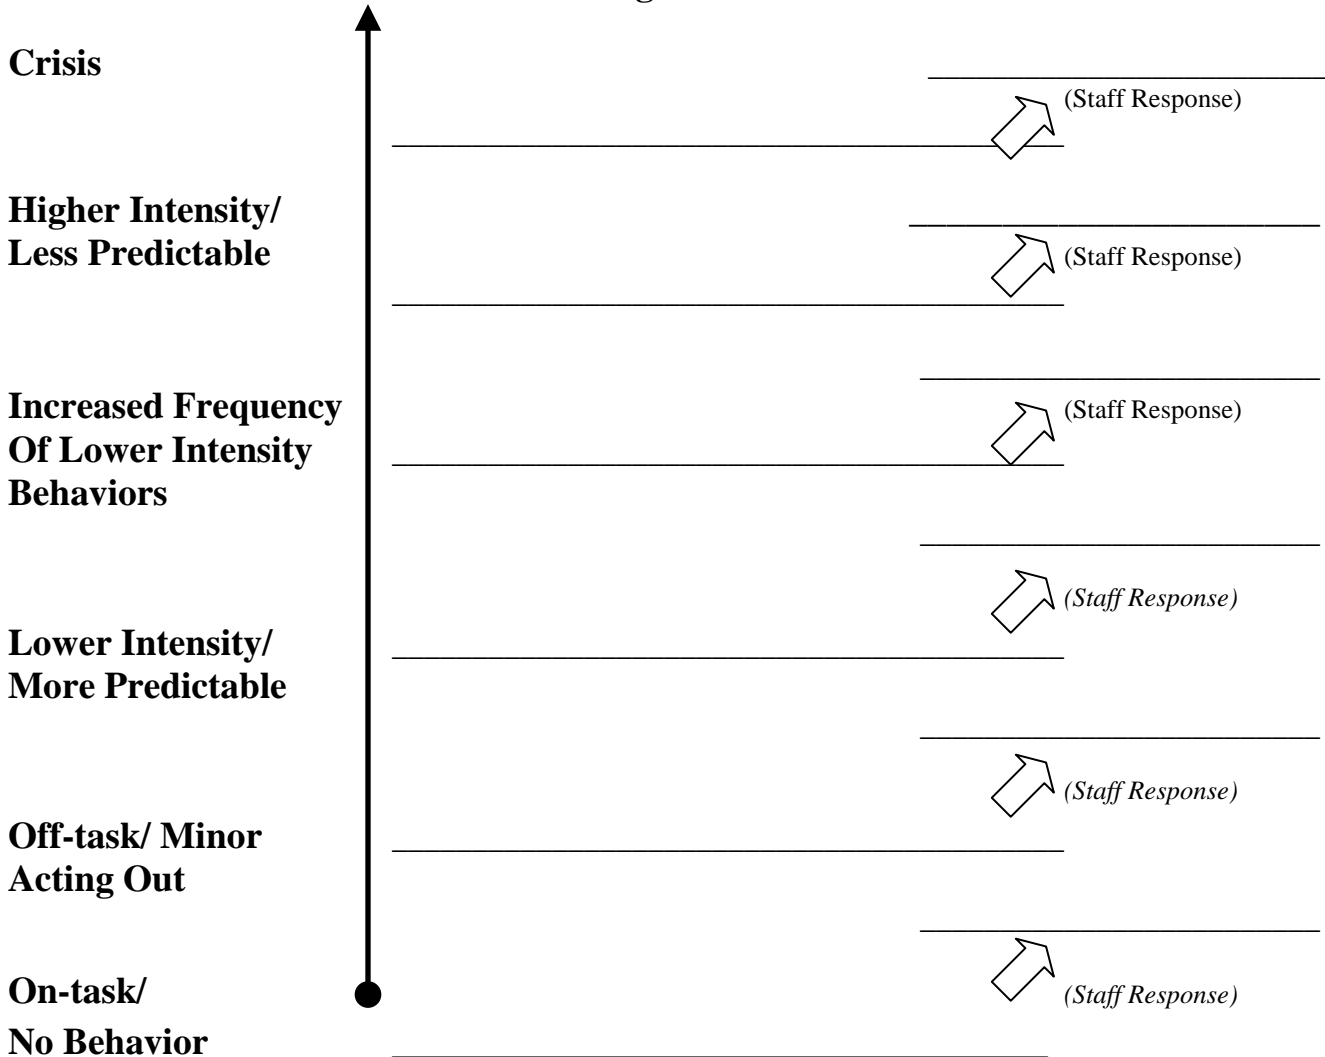 Crisis
(Staff Response)
Higher Intensity/
Less Predictable
(Staff Response)
Increased Frequency
(Staff Response)
Of Lower Intensity
Behaviors
(Staff Response)
Lower Intensity/
More Predictable
(Staff Response)
Off-task/ Minor
Acting Out
On-task/
(Staff Response)
No Behavior